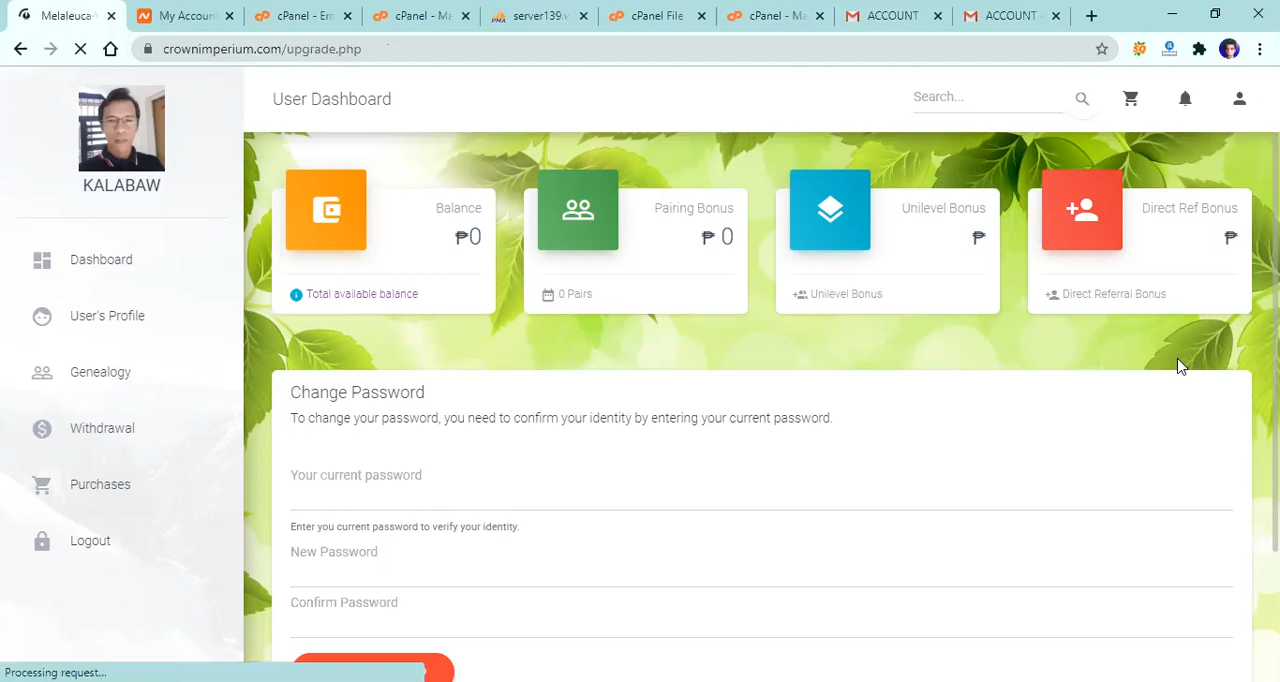 Melaleuca
My Accoun
cPanel - Em
cPanel - Ma
server139.v
cPanel File
cPanel - Ma
ACCOUNT
ACCOUNT -
crownimperium.com/upgrade.php
User Dashboard
Search...
KALABAW
Dashboard
User's Profile
Genealogy
Withdrawal
Purchases
Logout
Balance
₱0
Total available balance
Pairing Bonus
₱ 0
0 Pairs
Unilevel Bonus
₱
Unilevel Bonus
Direct Ref Bonus
₱
Direct Referral Bonus
Change Password
To change your password, you need to confirm your identity by entering your current password.
Your current password
Enter you current password to verify your identity.
New Password
Confirm Password
Processing request...